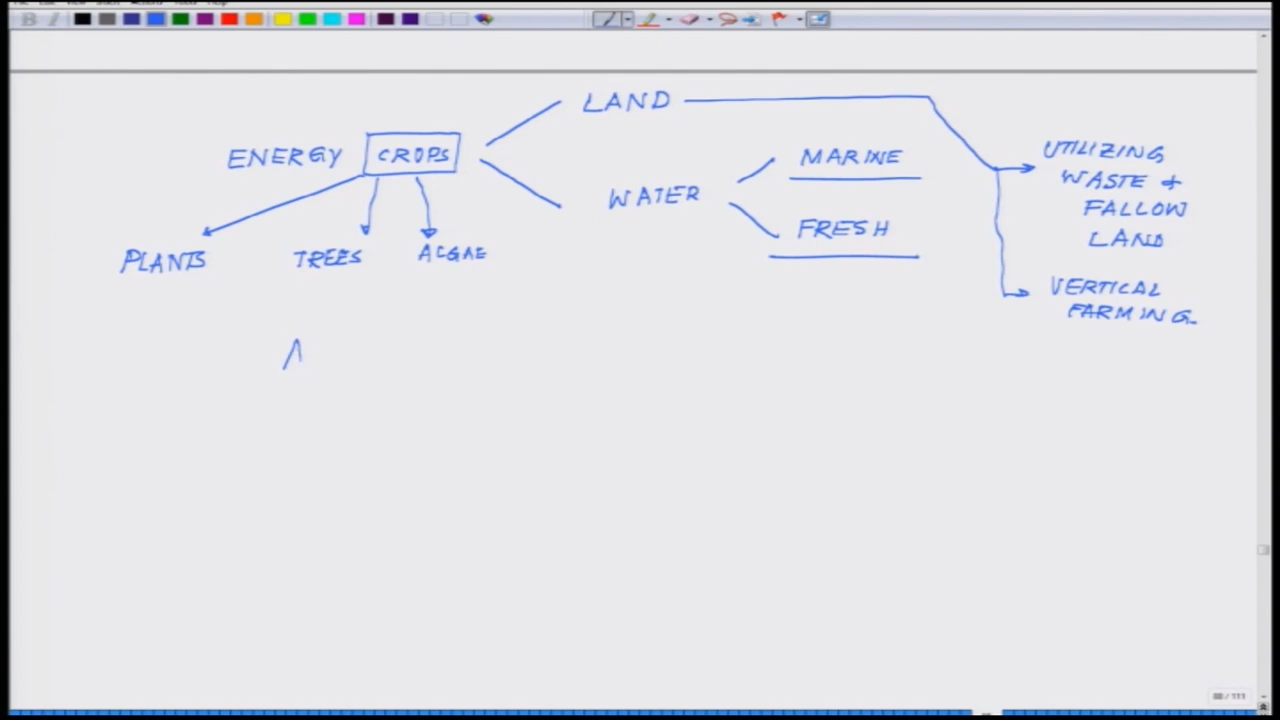 LAND
ENERGY CROPS
MARINE
UTILIZING
WASTE +
FALLOW
LAND
WATER
FRESH
PLANTS
TREES
ALGAE
VERTICAL
FARMING